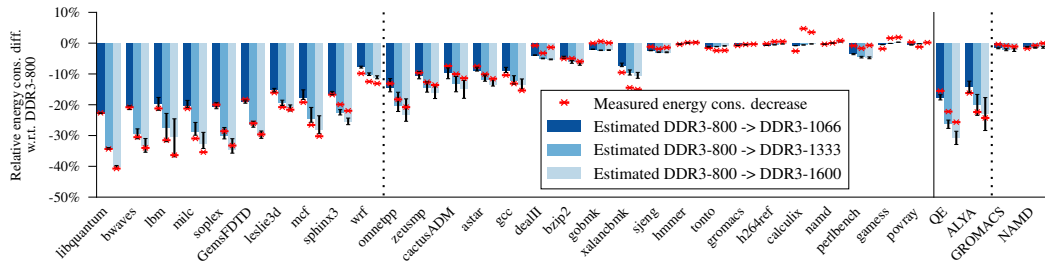 Relative energy cons. diff.
w.r.t. DDR3-800
10%
0%
-10%
-20%
-30%
-40%
-50%
Measured energy cons. decrease
Estimated DDR3-800 -> DDR3-1066
Estimated DDR3-800 -> DDR3-1333
Estimated DDR3-800 -> DDR3-1600
libquantum
bwaves
lbm
milc
soplex
GemsFDTD
leslie3d
mcf
sphinx3
wrf
omnetpp
zeusmp
cactusADM
astar
gcc
dealII
bzip2
gobmk
xalancbmk
sjeng
hmmer
tonto
gromacs
h264ref
calculix
namd
perlbench
gamess
povray
QE
ALYA
GROMACS
NAMD